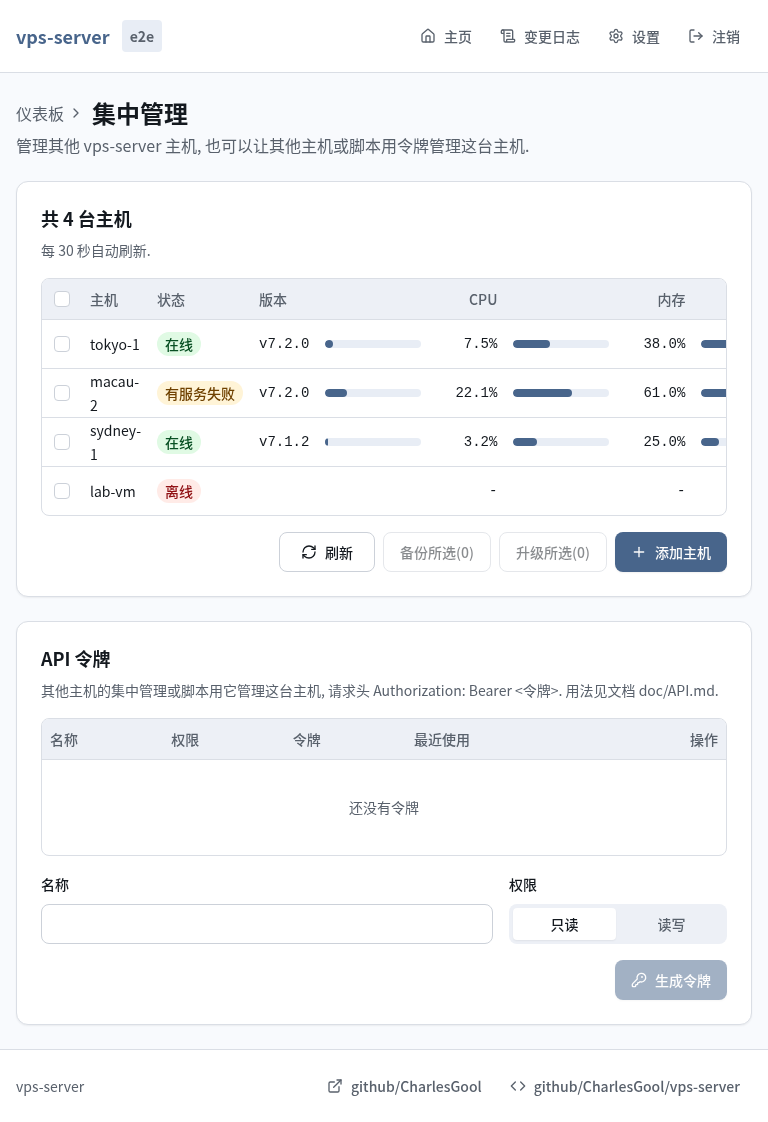 vps-server e2e 主页 变更日志 设置 注销
仪表板 集中管理
管理其他 vps-server 主机, 也可以让其他主机或脚本用令牌管理这台主机.
共 4 台主机
每 30 秒自动刷新.
主机 状态 版本 CPU 内存
tokyo-1 在线 v7.2.0 7.5% 38.0%
macau-
2 有服务失败 v7.2.0 22.1% 61.0%
sydney-
1 在线 v7.1.2 3.2% 25.0%
lab-vm 离线 - -
刷新 备份所选(0) 升级所选(0) 添加主机
API 令牌
其他主机的集中管理或脚本用它管理这台主机, 请求头 Authorization: Bearer <令牌>. 用法见文档 doc/API.md.
名称 权限 令牌 最近使用 操作
还没有令牌
名称 权限
只读 读写
生成令牌
vps-server github/CharlesGool github/CharlesGool/vps-server